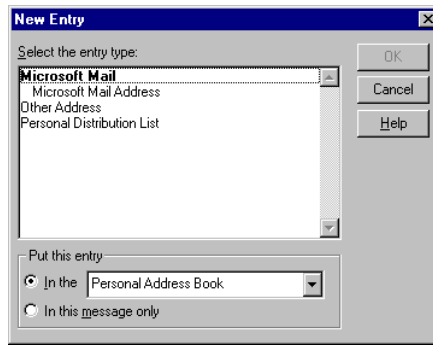 New Entry
Select the entry type:
Microsoft Mail
Microsoft Mail Address
Other Address
Personal Distribution List
OK
Cancel
Help
Put this entry
In the Personal Address Book
In this message only